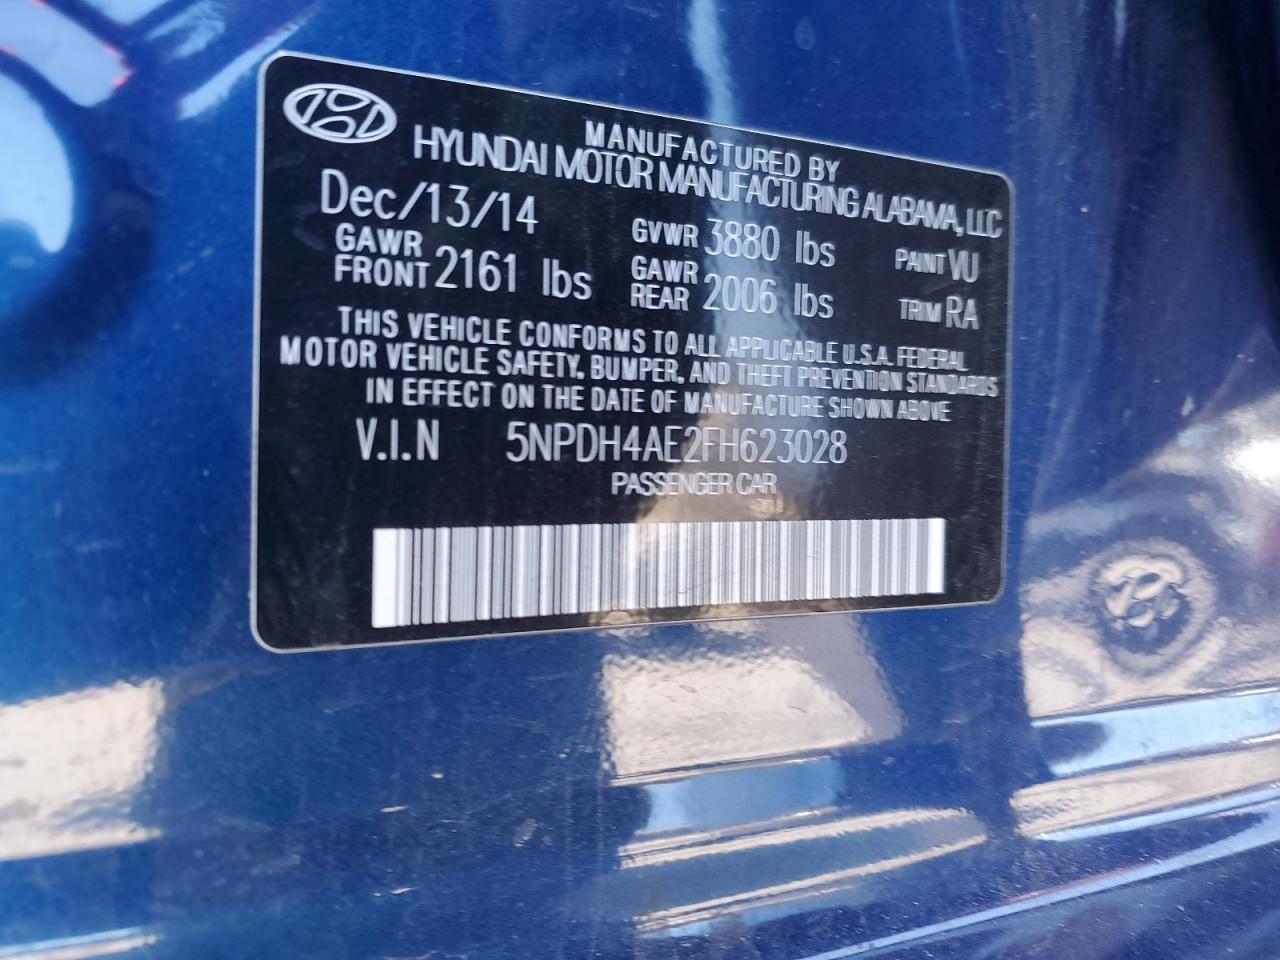 MANUFACTURED BY
HYUNDAI MOTOR MANUFACTURING ALABAMA, LLC
Dec/13/14 GVWR 3880 lbs PAINT VU
GAWR FRONT 2161 lbs GAWR REAR 2006 lbs TRIM RA
THIS VEHICLE CONFORMS TO ALL APPLICABLE U.S.A. FEDERAL
MOTOR VEHICLE SAFETY, BUMPER, AND THEFT PREVENTION STANDARDS
IN EFFECT ON THE DATE OF MANUFACTURE SHOWN ABOVE
V.I.N 5NPDH4AE2FH623028
PASSENGER CAR